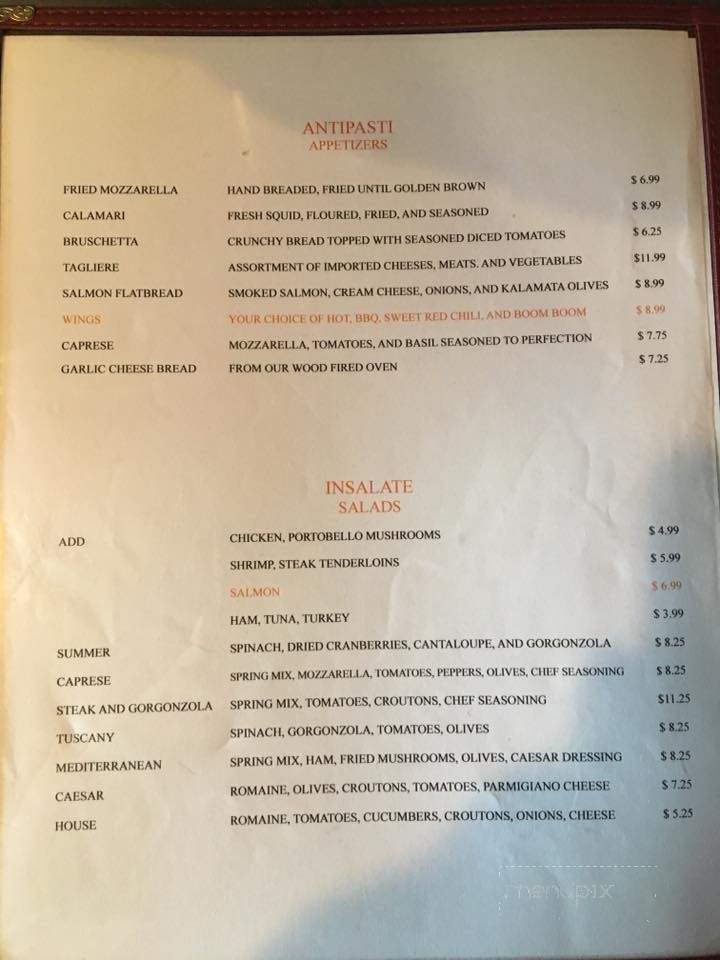 ANTIPASTI
APPETIZERS
FRIED MOZZARELLA HAND BREADED, FRIED UNTIL GOLDEN BROWN $ 6.99
CALAMARI FRESH SQUID, FLOURED, FRIED, AND SEASONED $ 8.99
BRUSCHETTA CRUNCHY BREAD TOPPED WITH SEASONED DICED TOMATOES $ 6.25
TAGLIERE ASSORTMENT OF IMPORTED CHEESES, MEATS. AND VEGETABLES $11.99
SALMON FLATBREAD SMOKED SALMON, CREAM CHEESE, ONIONS, AND KALAMATA OLIVES $ 8.99
WINGS YOUR CHOICE OF HOT, BBQ, SWEET RED CHILI, AND BOOM BOOM $ 8.99
CAPRESE MOZZARELLA, TOMATOES, AND BASIL SEASONED TO PERFECTION $ 7.75
GARLIC CHEESE BREAD FROM OUR WOOD FIRED OVEN $ 7.25
INSALATE
SALADS
ADD CHICKEN, PORTOBELLO MUSHROOMS $ 4.99
SHRIMP, STEAK TENDERLOINS $ 5.99
SALMON $ 6.99
HAM, TUNA, TURKEY $ 3.99
SUMMER SPINACH, DRIED CRANBERRIES, CANTALOUPE, AND GORGONZOLA $ 8.25
CAPRESE SPRING MIX, MOZZARELLA, TOMATOES, PEPPERS, OLIVES, CHEF SEASONING $ 8.25
STEAK AND GORGONZOLA SPRING MIX, TOMATOES, CROUTONS, CHEF SEASONING $11.25
TUSCANY SPINACH, GORGONZOLA, TOMATOES, OLIVES $ 8.25
MEDITERRANEAN SPRING MIX, HAM, FRIED MUSHROOMS, OLIVES, CAESAR DRESSING $ 8.25
CAESAR ROMAINE, OLIVES, CROUTONS, TOMATOES, PARMIGIANO CHEESE $ 7.25
HOUSE ROMAINE, TOMATOES, CUCUMBERS, CROUTONS, ONIONS, CHEESE $ 5.25
menupix